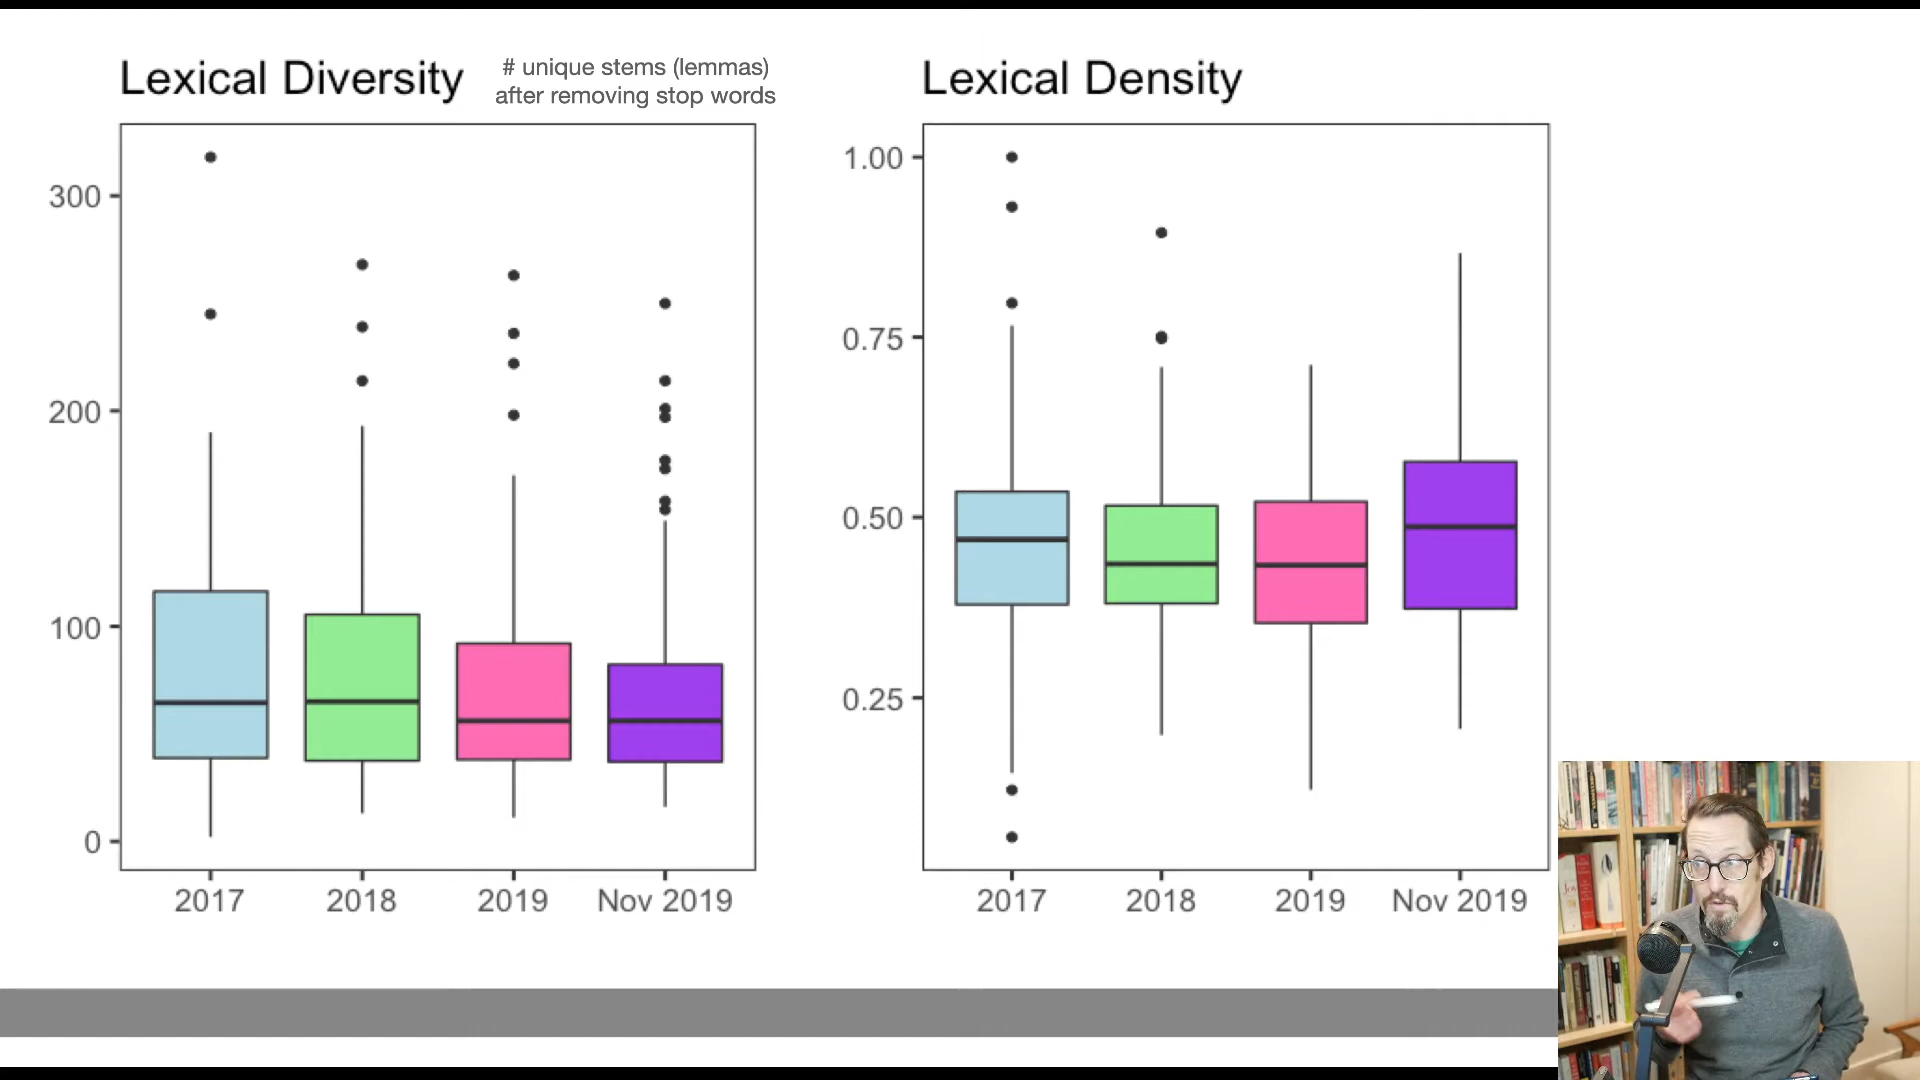 Lexical Diversity
# unique stems (lemmas)
after removing stop words
300
200
100
0
2017 2018 2019 Nov 2019
Lexical Density
1.00
0.75
0.50
0.25
2017 2018 2019 Nov 2019